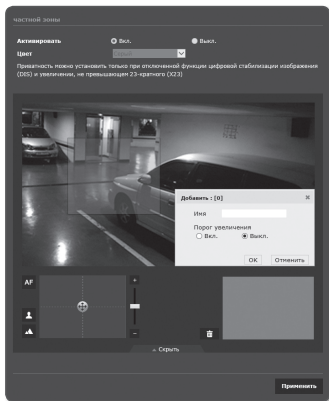 частной зоны
Активировать Вкл. Выкл.
Цвет
Приватность можно установить только при отключенной функции цифровой стабилизации изображения
(DIS) и увеличении, не превышающем 23-кратного (X23)
Добавить : [0] ×
Имя
Порог увеличения
Вкл. Выкл.
OK Отменить
AF
+
-
Скрыть
Применить